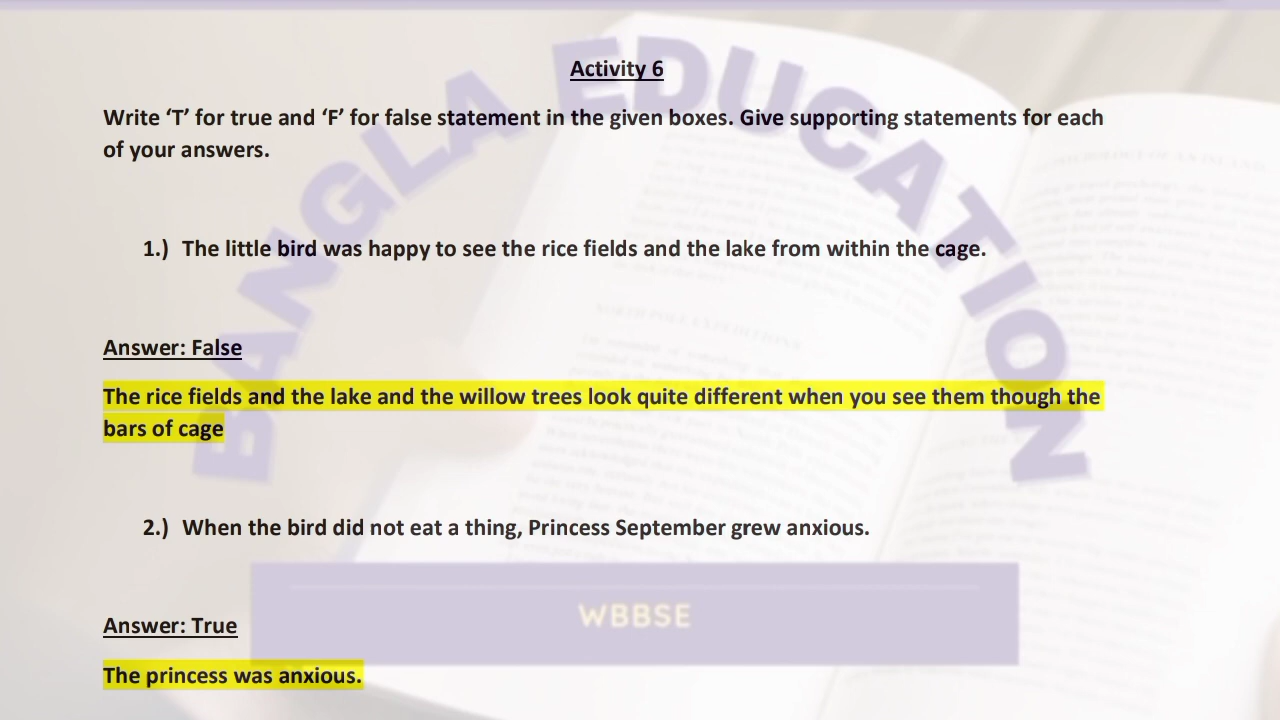 Activity 6
Write ‘T’ for true and ‘F’ for false statement in the given boxes. Give supporting statements for each
of your answers.
1.) The little bird was happy to see the rice fields and the lake from within the cage.
Answer: False
The rice fields and the lake and the willow trees look quite different when you see them though the
bars of cage
2.) When the bird did not eat a thing, Princess September grew anxious.
Answer: True
The princess was anxious.
BANGLA EDUCATION
WBBSE